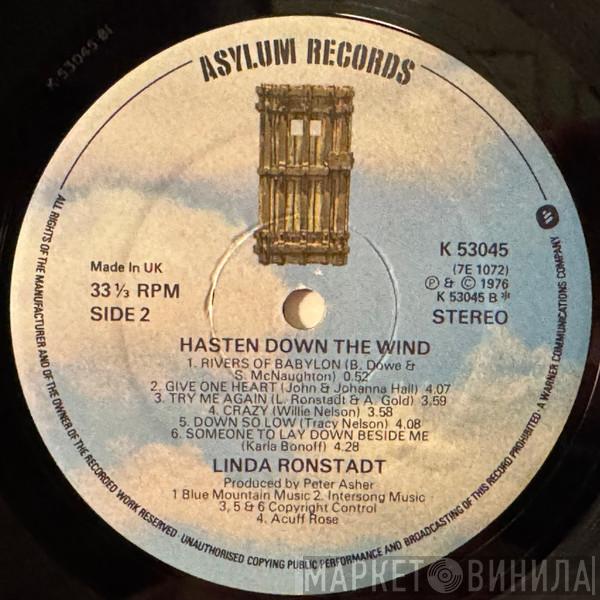 K 53045 B1
ASYLUM RECORDS
Made In UK
33⅓ RPM
SIDE 2
K 53045
(7E 1072)
℗ & © 1976
K 53045 B *
STEREO
HASTEN DOWN THE WIND
1. RIVERS OF BABYLON (B. Dowe &
S. McNaughton) 0.52
2. GIVE ONE HEART (John & Johanna Hall) 4.07
3. TRY ME AGAIN (L. Ronstadt & A. Gold) 3,59
4. CRAZY (Willie Nelson) 3.58
5. DOWN SO LOW (Tracy Nelson) 4.08
6. SOMEONE TO LAY DOWN BESIDE ME
(Karla Bonoff) 4.28
LINDA RONSTADT
Produced by Peter Asher
1 Blue Mountain Music 2. Intersong Music
3, 5 & 6 Copyright Control
4. Acuff Rose
ALL RIGHTS OF THE MANUFACTURER AND OF THE OWNER OF THE RECORDED WORK RESERVED · UNAUTHORISED COPYING PUBLIC PERFORMANCE AND BROADCASTING OF THIS RECORD PROHIBITED · A WARNER COMMUNICATIONS COMPANY
МАРКЕТ ВИНИЛА